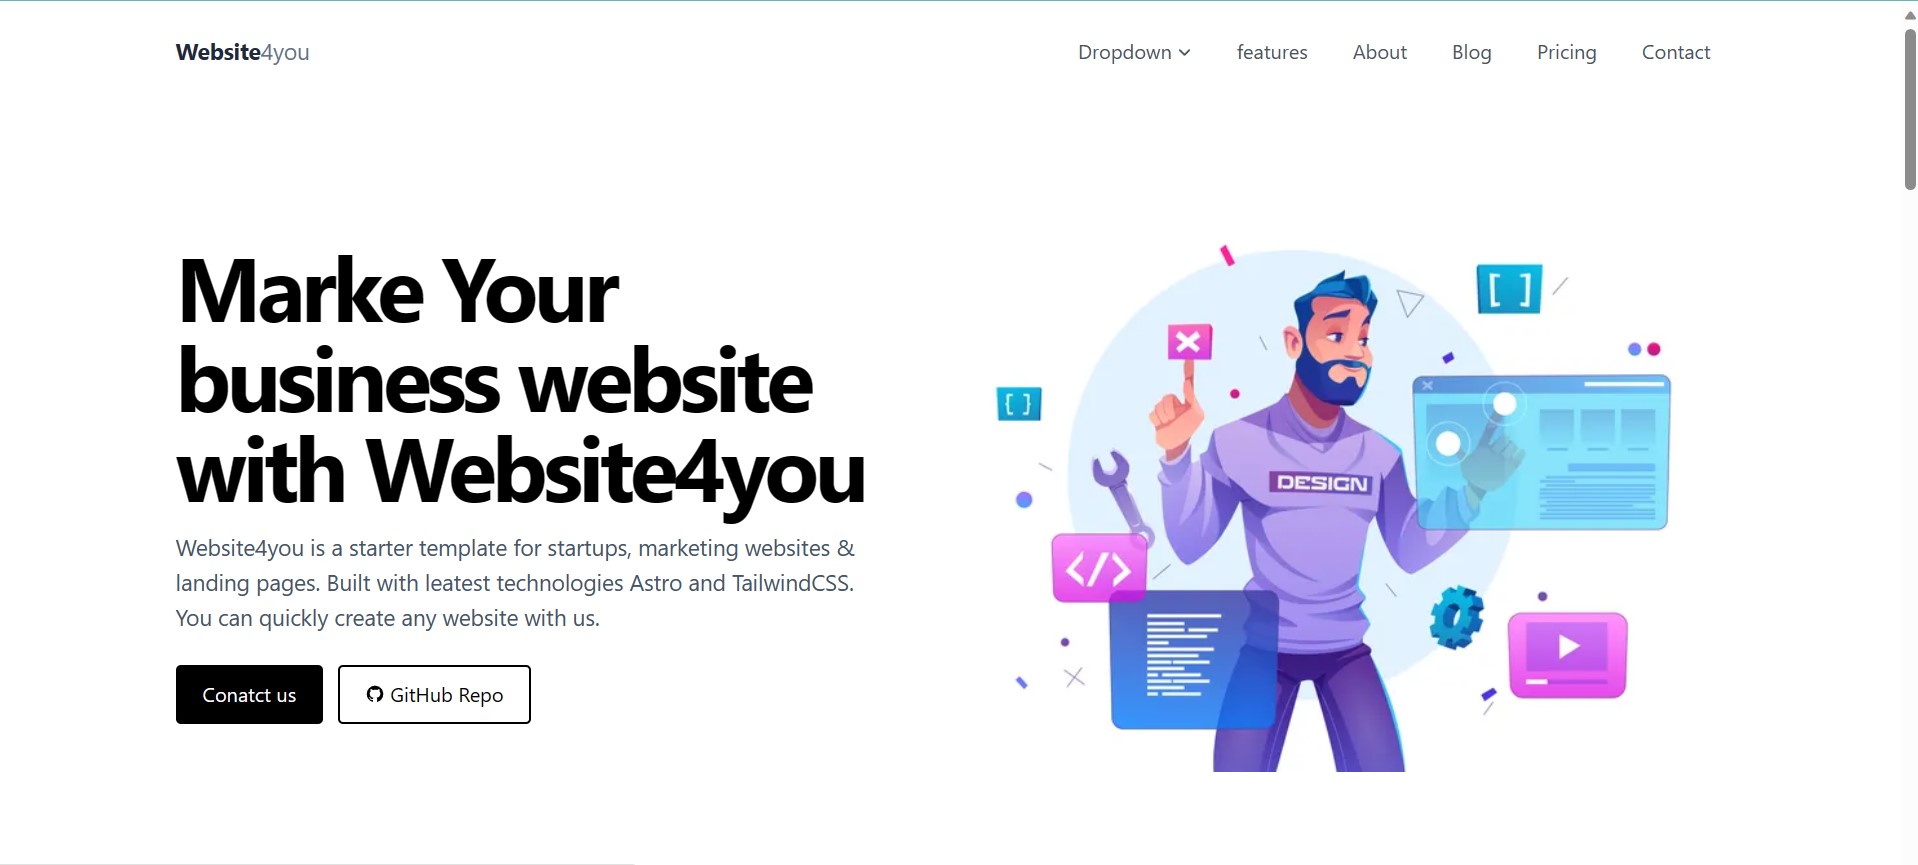 Website4you
Dropdown features About Blog Pricing Contact
Marke Your
business website
with Website4you
Website4you is a starter template for startups, marketing websites &
landing pages. Built with leatest technologies Astro and TailwindCSS.
You can quickly create any website with us.
Conatct us GitHub Repo
[ ]
{ }
DESIGN
</>